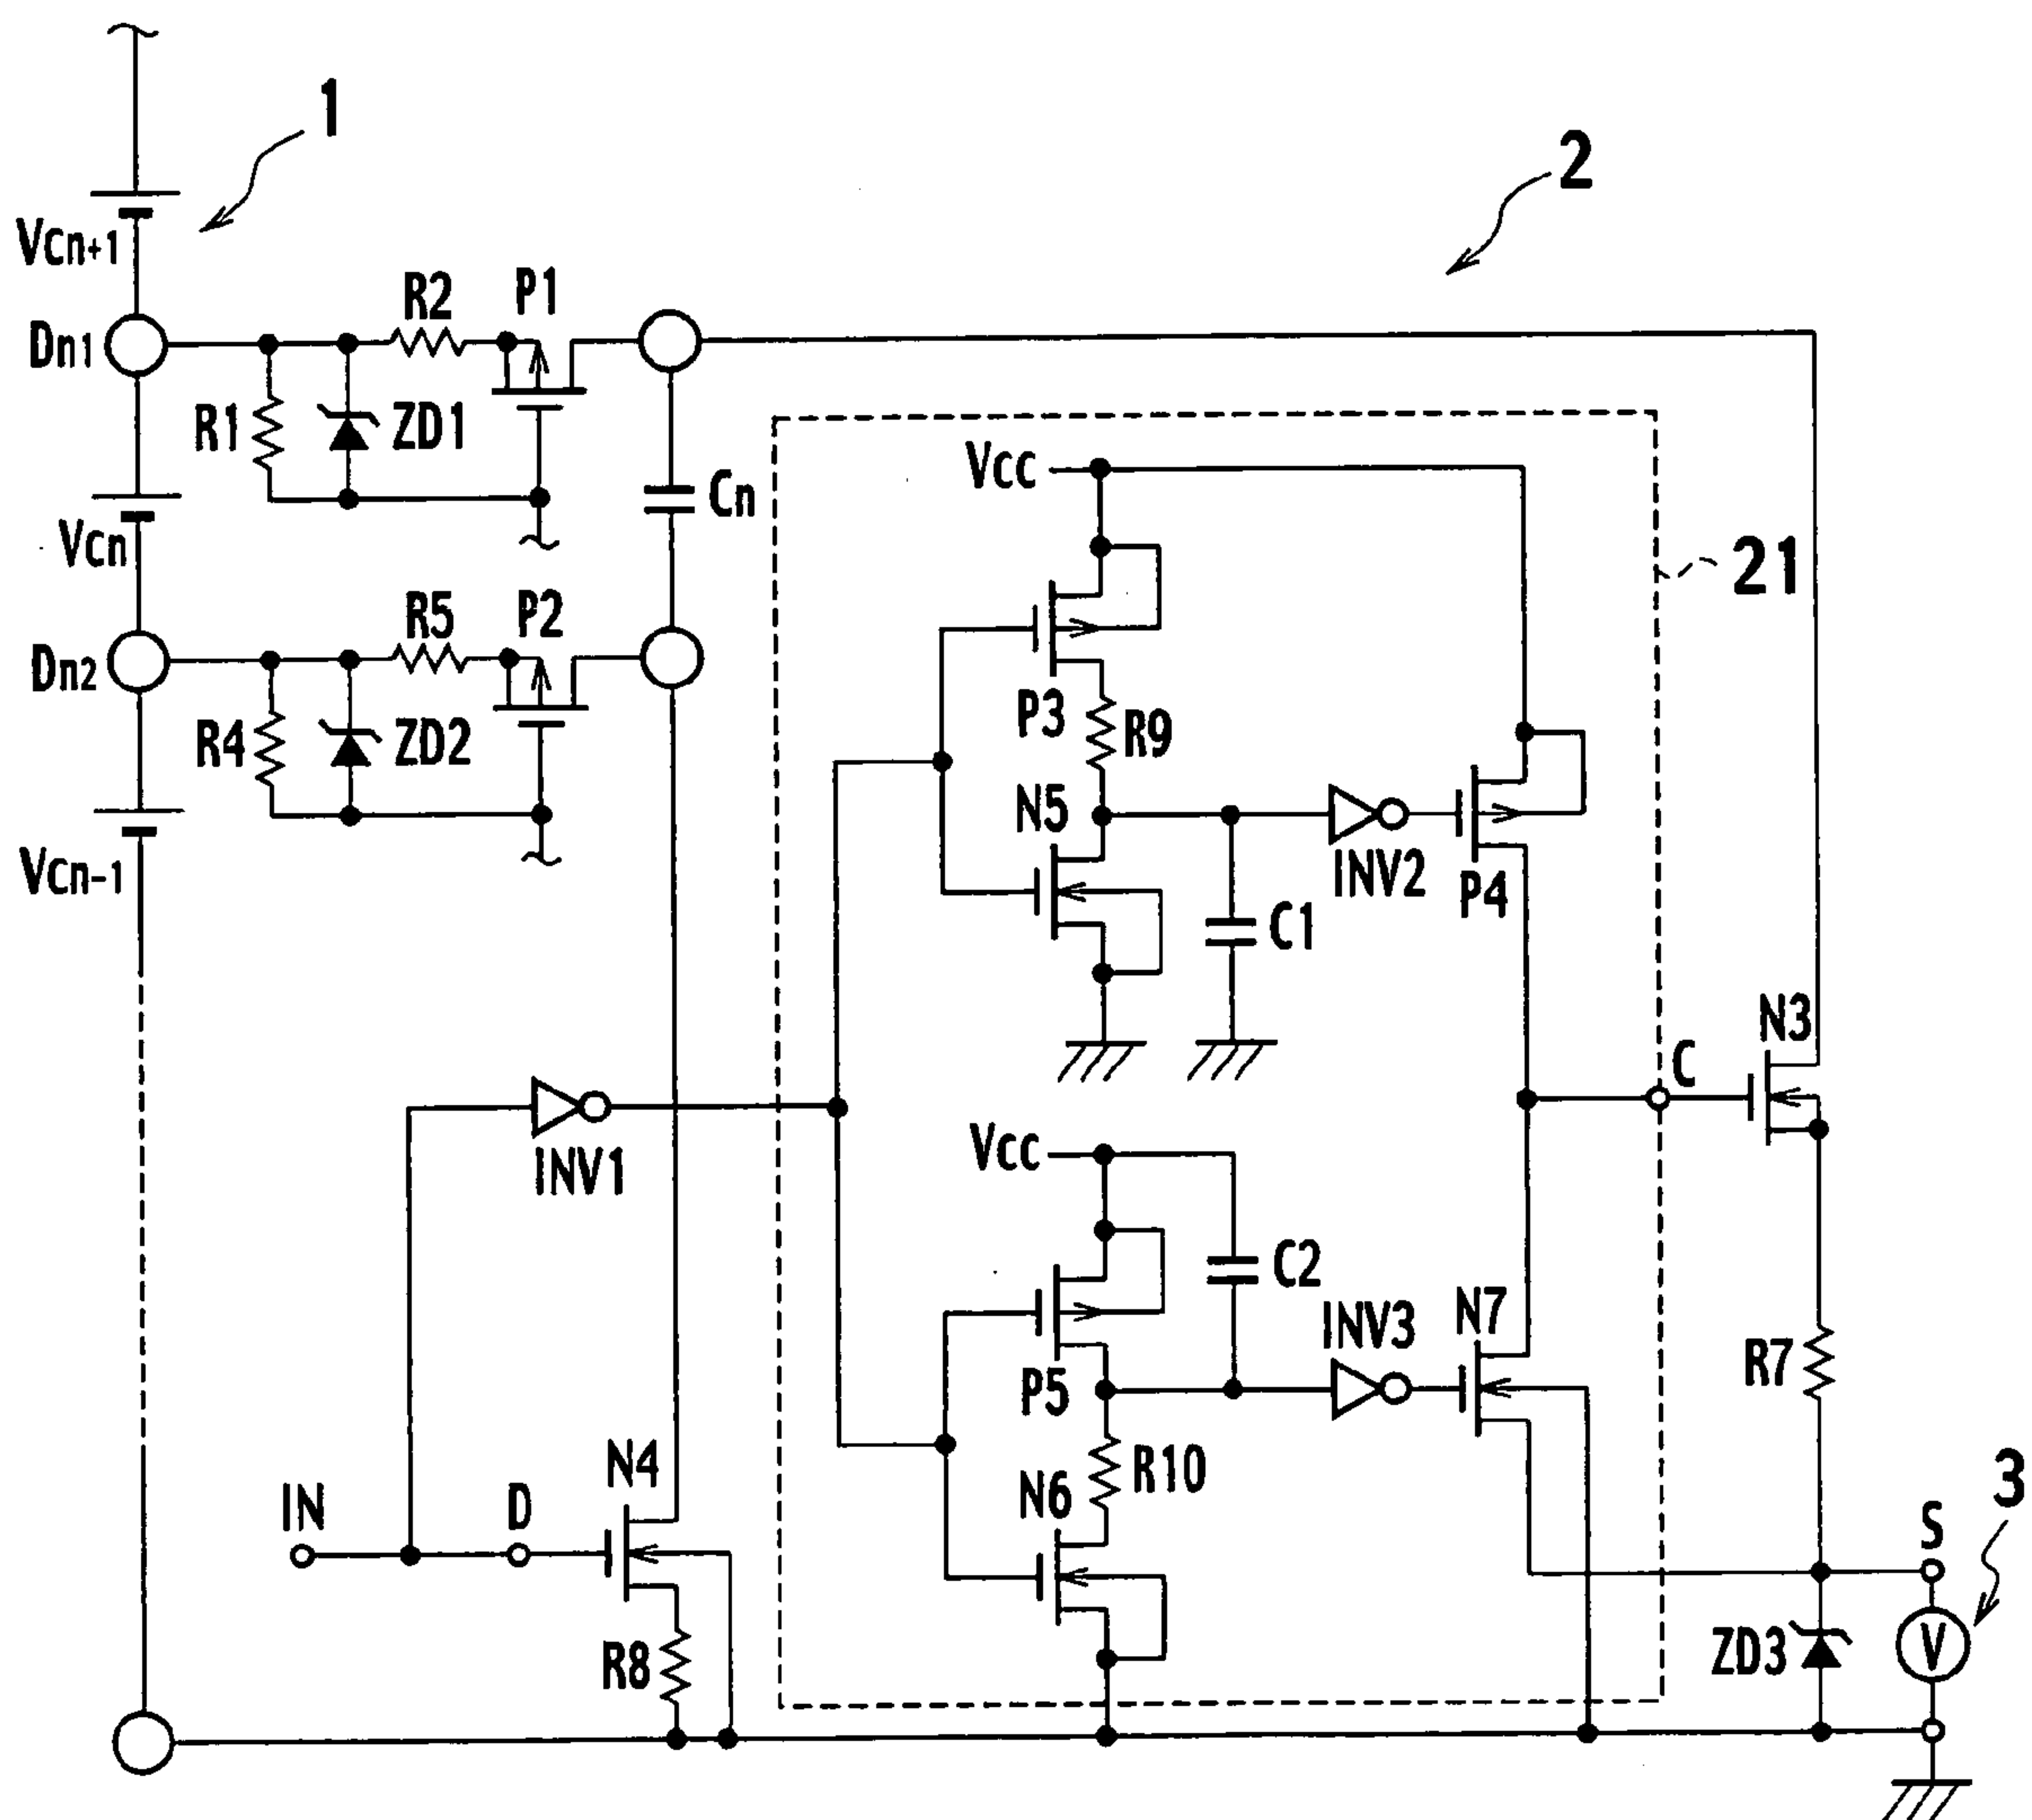 1
2
Vcn+1
R2
P1
Dn1
R1
ZD1
Cn
Vcc
Vcn
21
R5
P2
Dn2
P3
R9
R4
ZD2
N5
INV2
P4
Vcn-1
C1
N3
C
INV1
Vcc
C2
INV3
N7
R7
P5
N4
R10
3
IN
D
N6
S
R8
ZD3
V